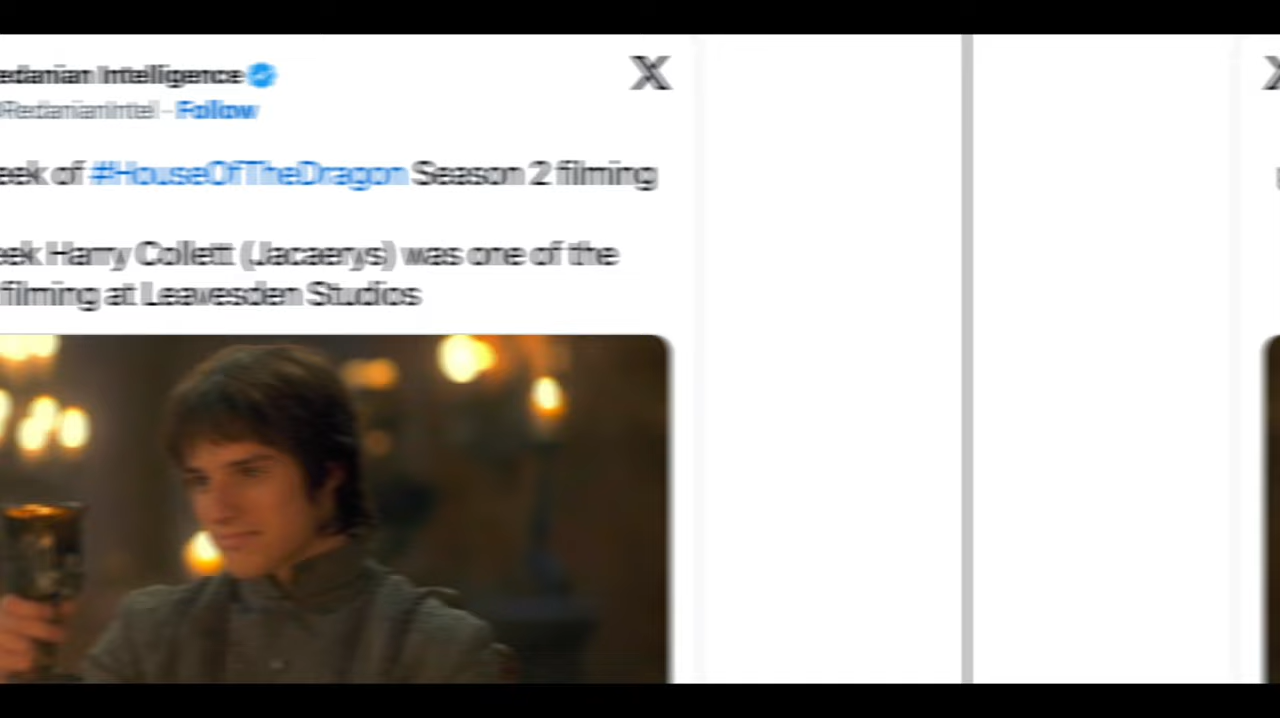 edanian Intelligence
@RedanianIntel · Follow
eek of #HouseOfTheDragon Season 2 filming
eek Harry Collett (Jacaerys) was one of the
filming at Leavesden Studios